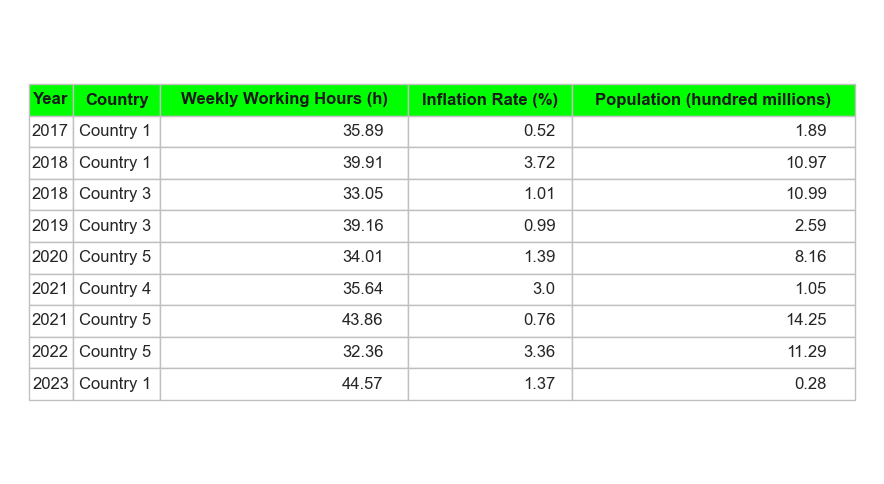 Year Country Weekly Working Hours (h) Inflation Rate (%) Population (hundred millions)
2017 Country 1 35.89 0.52 1.89
2018 Country 1 39.91 3.72 10.97
2018 Country 3 33.05 1.01 10.99
2019 Country 3 39.16 0.99 2.59
2020 Country 5 34.01 1.39 8.16
2021 Country 4 35.64 3.0 1.05
2021 Country 5 43.86 0.76 14.25
2022 Country 5 32.36 3.36 11.29
2023 Country 1 44.57 1.37 0.28